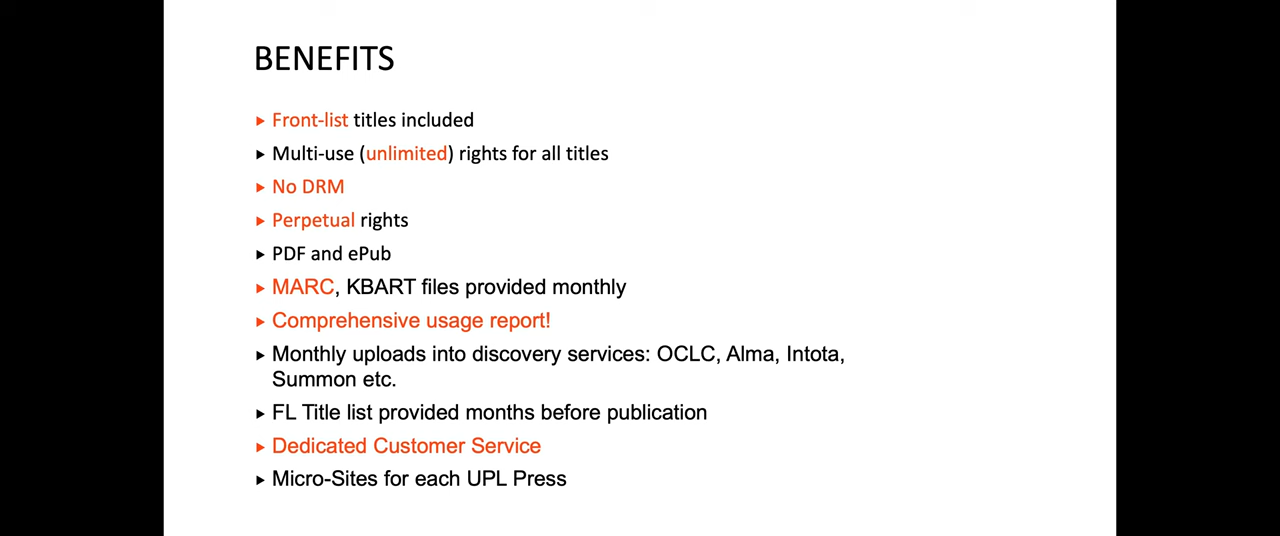 BENEFITS
Front-list titles included
Multi-use (unlimited) rights for all titles
No DRM
Perpetual rights
PDF and ePub
MARC, KBART files provided monthly
Comprehensive usage report!
Monthly uploads into discovery services: OCLC, Alma, Intota,
Summon etc.
FL Title list provided months before publication
Dedicated Customer Service
Micro-Sites for each UPL Press